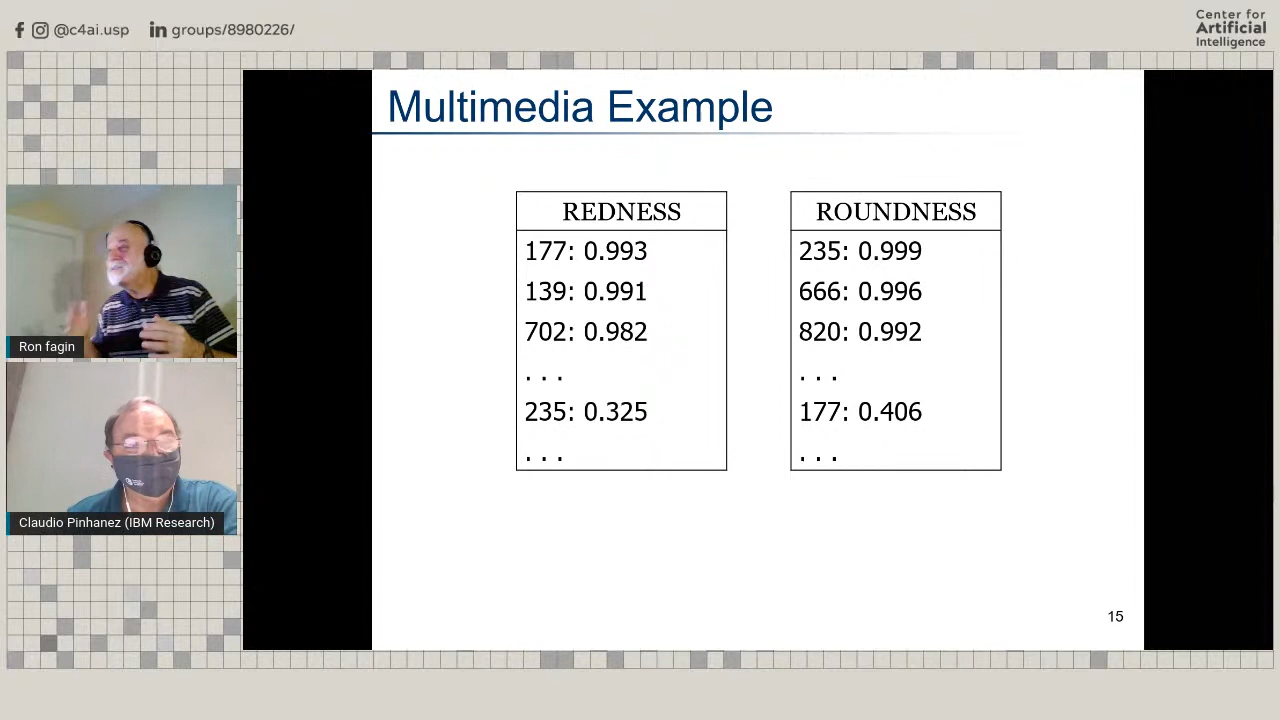 @c4ai.usp groups/8980226/
Center for
Artificial
Intelligence
Multimedia Example
REDNESS
177: 0.993
139: 0.991
702: 0.982
. . .
235: 0.325
. . .
ROUNDNESS
235: 0.999
666: 0.996
820: 0.992
. . .
177: 0.406
. . .
15
Ron fagin
Claudio Pinhanez (IBM Research)